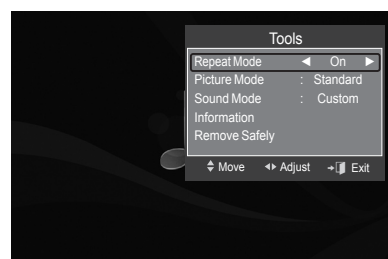 Tools
Repeat Mode ◀ On ▶
Picture Mode : Standard
Sound Mode : Custom
Information
Remove Safely
Move Adjust Exit